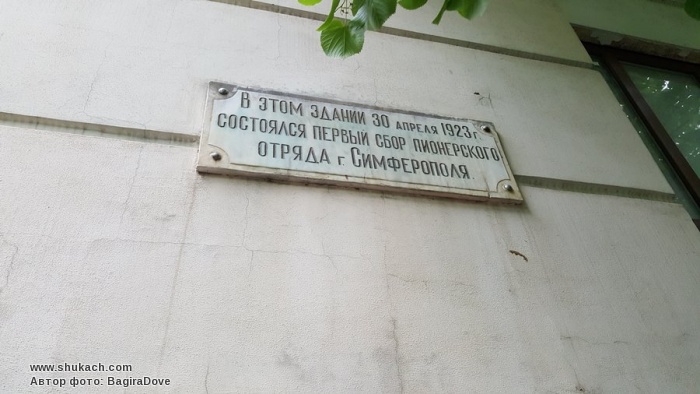 В ЭТОМ ЗДАНИИ 30 АПРЕЛЯ 1923 г.
СОСТОЯЛСЯ ПЕРВЫЙ СБОР ПИОНЕРСКОГО
ОТРЯДА г. СИМФЕРОПОЛЯ
www.shukach.com
Автор фото: BagiraDove